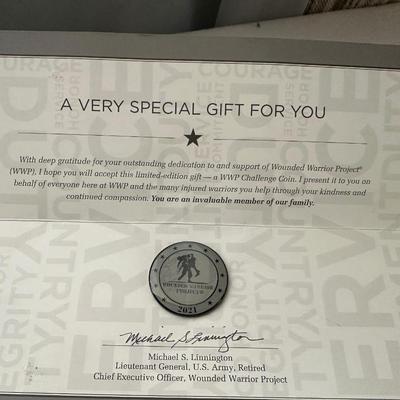 A VERY SPECIAL GIFT FOR YOU
With deep gratitude for your outstanding dedication to and support of Wounded Warrior Project®
(WWP), I hope you will accept this limited-edition gift — a WWP Challenge Coin. I present it to you on
behalf of everyone here at WWP and the many injured warriors you help through your kindness and
continued compassion. You are an invaluable member of our family.
WOUNDED WARRIOR
PROJECT®
2021
Michael S Linnington
Michael S. Linnington
Lieutenant General, U.S. Army, Retired
Chief Executive Officer, Wounded Warrior Project